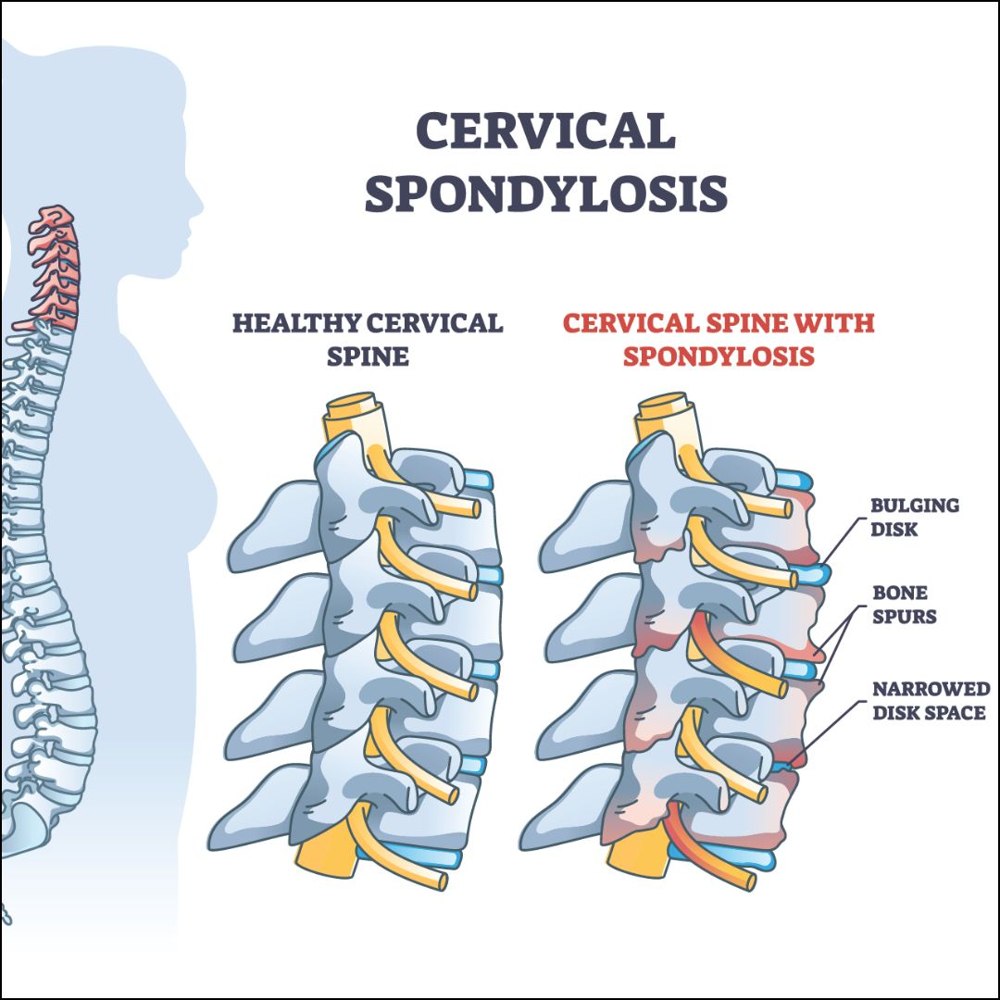 CERVICAL
SPONDYLOSIS
HEALTHY CERVICAL
SPINE
CERVICAL SPINE WITH
SPONDYLOSIS
BULGING
DISK
BONE
SPURS
NARROWED
DISK SPACE